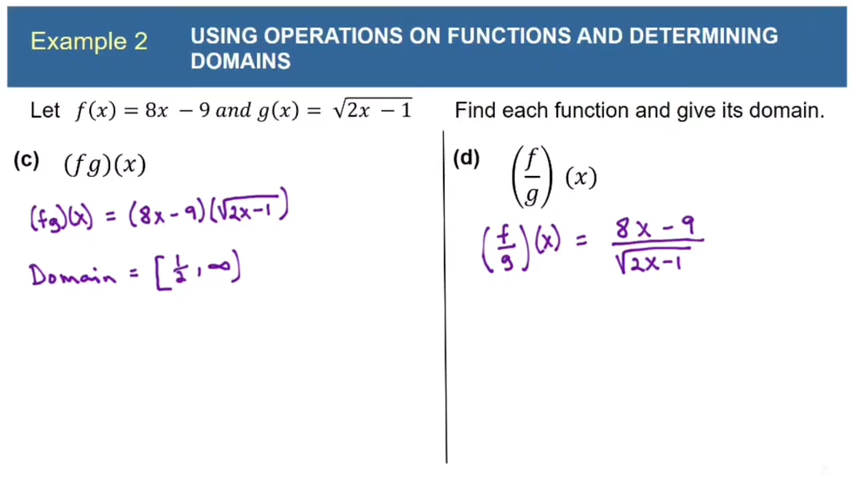 Example 2
USING OPERATIONS ON FUNCTIONS AND DETERMINING
DOMAINS
Let f(x) = 8x − 9 and g(x) = √(2x − 1) Find each function and give its domain.
(c) (fg)(x)
(fg)(x) = (8x − 9)(√(2x−1))
Domain = [1/2, ∞)
(d) (f/g)(x)
(f/g)(x) = (8x − 9)/√(2x−1)